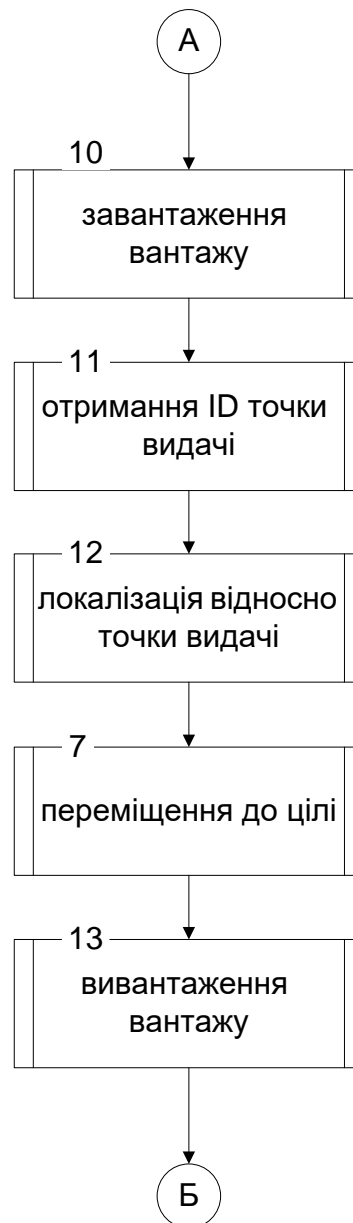 А
10
завантаження
вантажу
11
отримання ID точки
видачі
12
локалізація відносно
точки видачі
7
переміщення до цілі
13
вивантаження
вантажу
Б